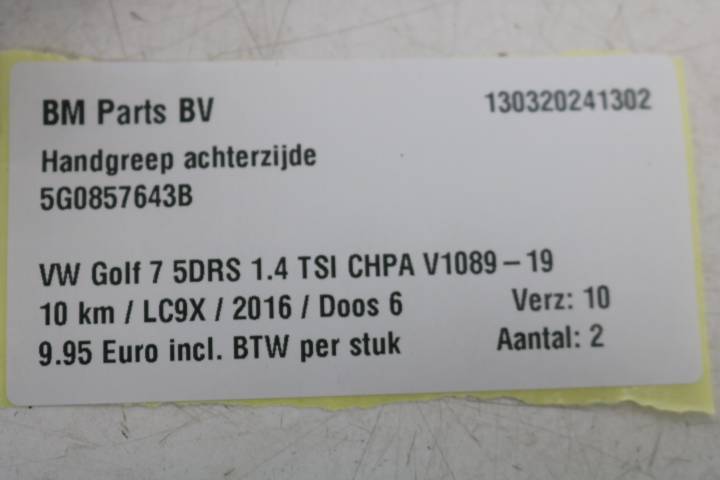 BM Parts BV 130320241302
Handgreep achterzijde
5G0857643B
VW Golf 7 5DRS 1.4 TSI CHPA V1089-19
10 km / LC9X / 2016 / Doos 6 Verz: 10
9.95 Euro incl. BTW per stuk Aantal: 2